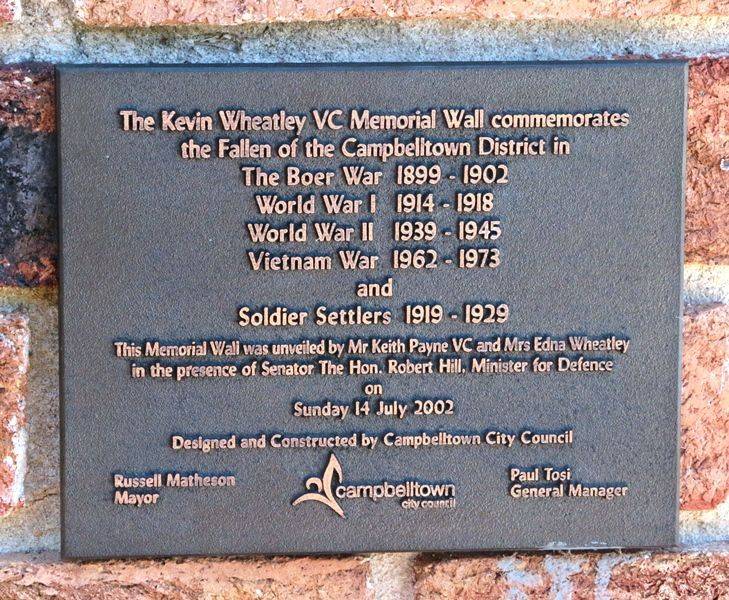 The Kevin Wheatley VC Memorial Wall commemorates
the Fallen of the Campbelltown District in
The Boer War 1899 - 1902
World War I 1914 - 1918
World War II 1939 - 1945
Vietnam War 1962 - 1973
and
Soldier Settlers 1919 - 1929
This Memorial Wall was unveiled by Mr Keith Payne VC and Mrs Edna Wheatley
in the presence of Senator The Hon. Robert Hill, Minister for Defence
on
Sunday 14 July 2002
Designed and Constructed by Campbelltown City Council
Russell Matheson
Mayor
campbelltown
city council
Paul Tosi
General Manager